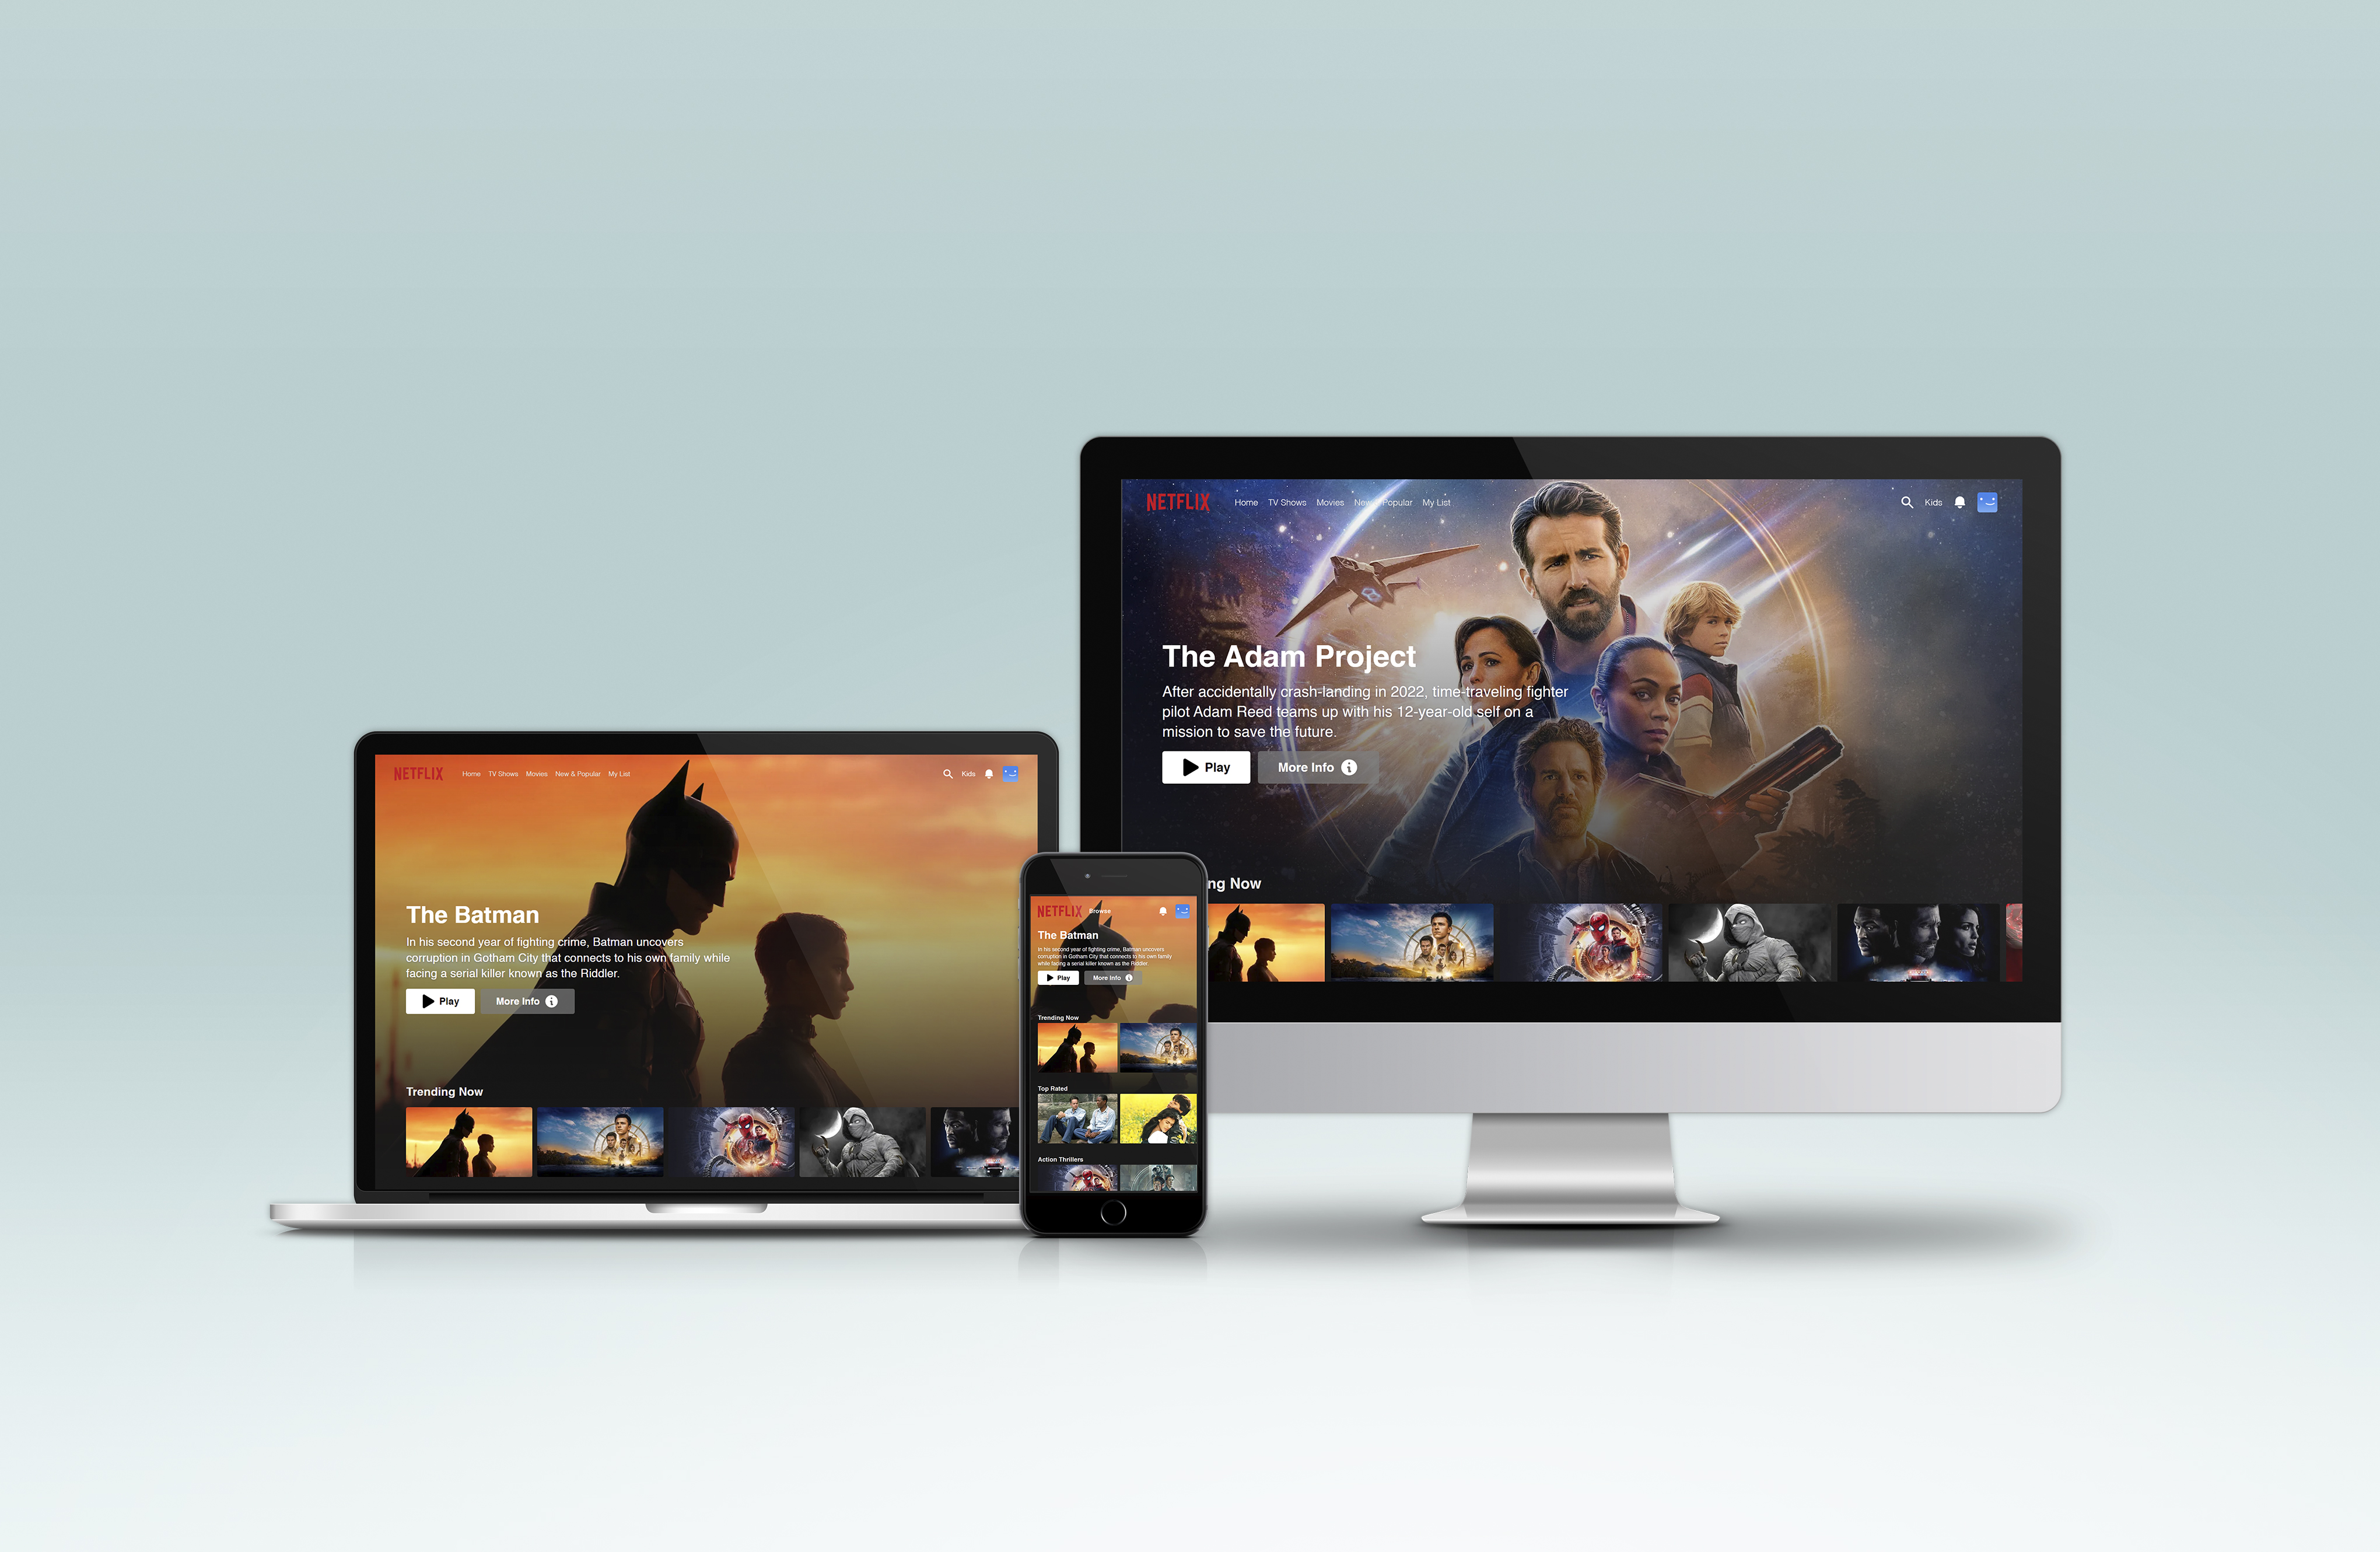 NETFLIX Home TV Shows Movies New & Popular My List Kids
The Batman
In his second year of fighting crime, Batman uncovers
corruption in Gotham City that connects to his own family while
facing a serial killer known as the Riddler.
Play More Info
Trending Now
NETFLIX Browse
The Batman
In his second year of fighting crime, Batman uncovers
corruption in Gotham City that connects to his own family
while facing a serial killer known as the Riddler.
Play More Info
Trending Now
Top Rated
Action Thrillers
NETFLIX Home TV Shows Movies New & Popular My List Kids
The Adam Project
After accidentally crash-landing in 2022, time-traveling fighter
pilot Adam Reed teams up with his 12-year-old self on a
mission to save the future.
Play More Info
ng Now